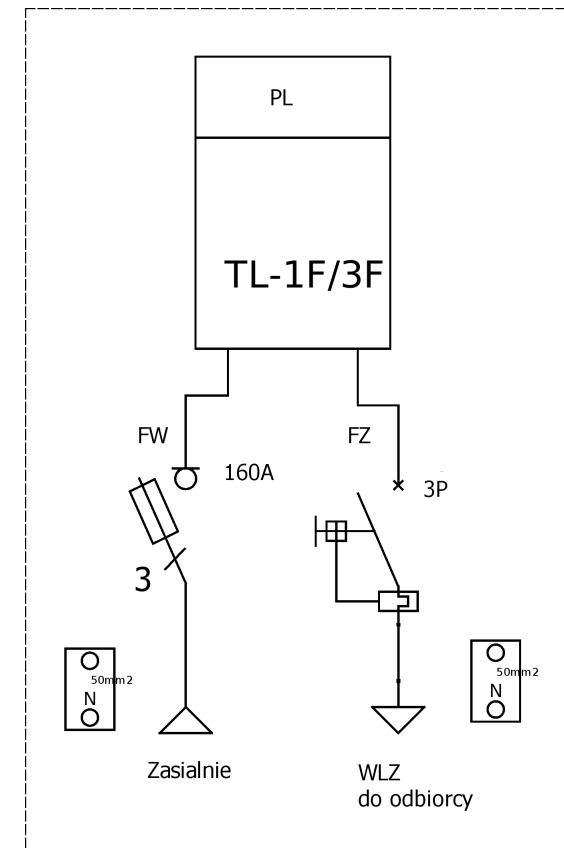 PL
TL-1F/3F
FW
FZ
160A
3P
3
50mm2
N
50mm2
N
Zasialnie
WLZ
do odbiorcy